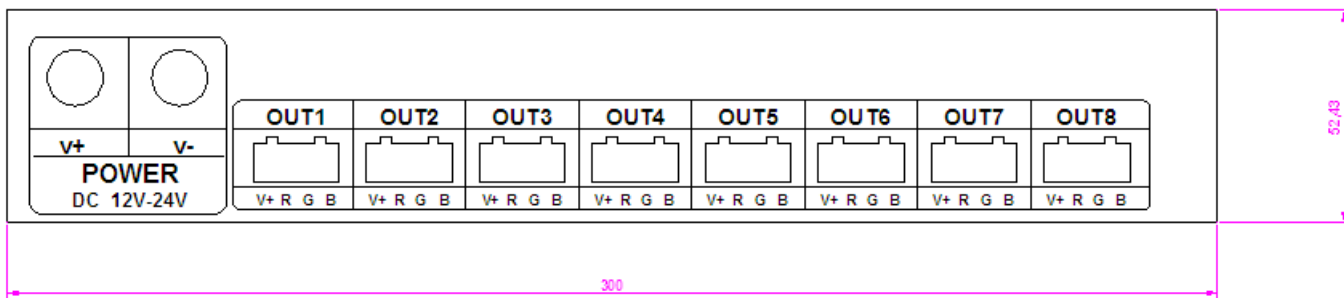 OUT1 OUT2 OUT3 OUT4 OUT5 OUT6 OUT7 OUT8
V+ V-
POWER
DC 12V-24V
V+ R G B V+ R G B V+ R G B V+ R G B V+ R G B V+ R G B V+ R G B V+ R G B
52,43
300